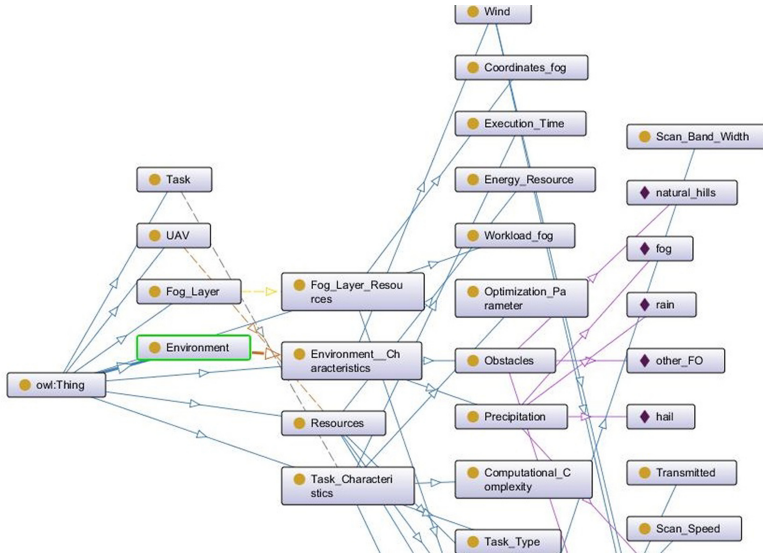 Wind
Coordinates_fog
Execution_Time
Scan_Band_Width
Task
Energy_Resource
natural_hills
UAV
Workload_fog
fog
Fog_Layer
Fog_Layer_Resou
rces
Optimization_Pa
rameter
rain
Environment
Environment__Ch
aracteristics
Obstacles
other_FO
owl:Thing
Resources
Precipitation
hail
Task_Characteri
stics
Computational_C
omplexity
Transmitted
Task_Type
Scan_Speed